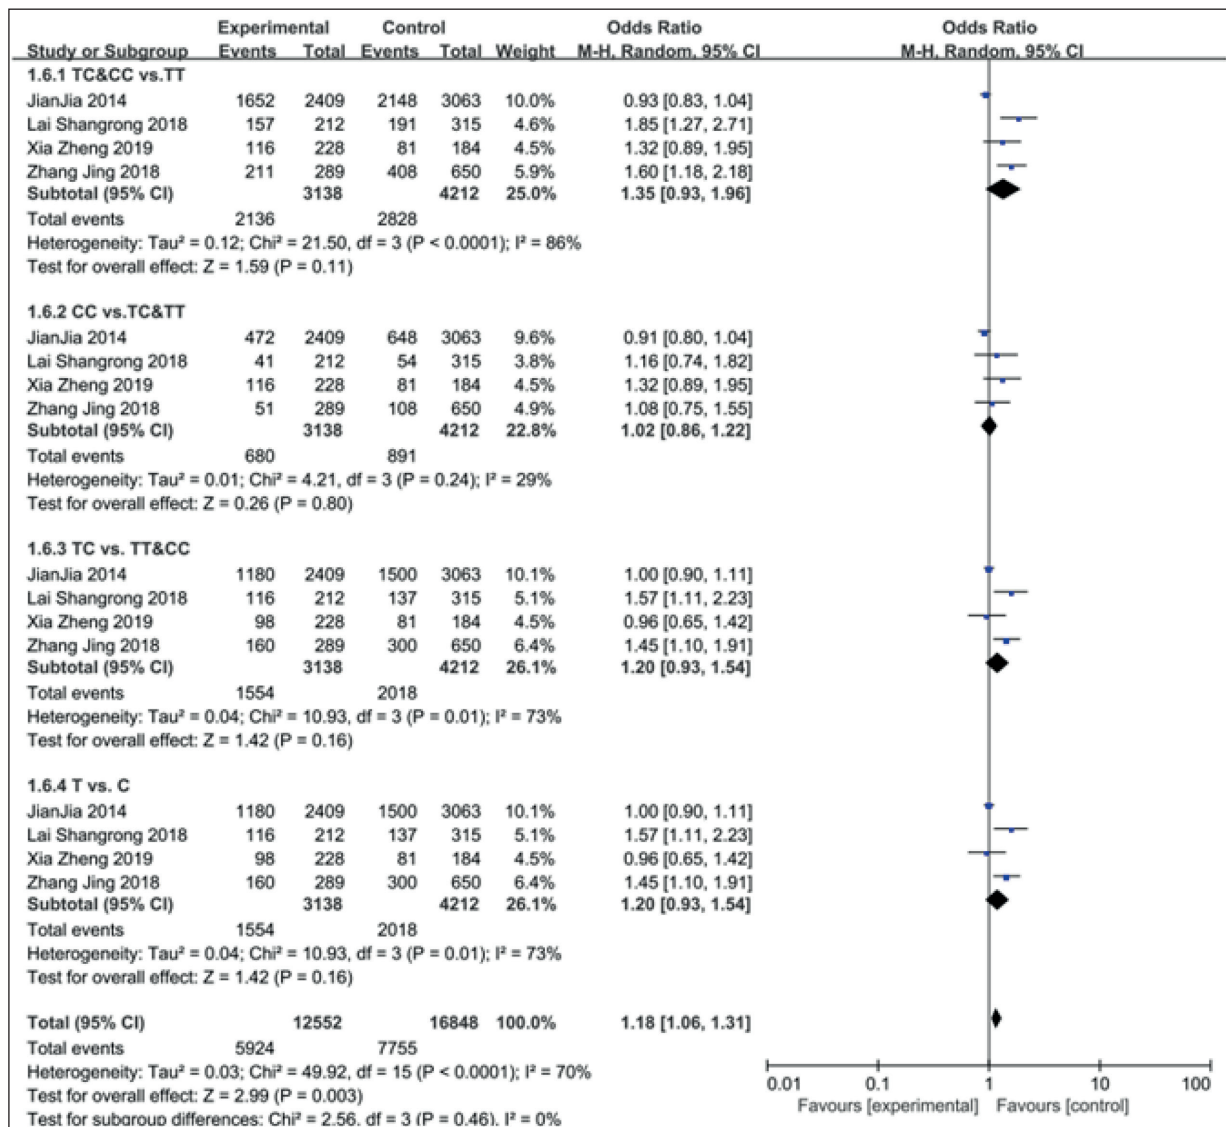 Experimental Control Odds Ratio Odds Ratio
Study or Subgroup Events Total Events Total Weight M-H, Random, 95% CI M-H, Random, 95% CI
1.6.1 TC&CC vs.TT
JianJia 2014 1652 2409 2148 3063 10.0% 0.93 [0.83, 1.04]
Lai Shangrong 2018 157 212 191 315 4.6% 1.85 [1.27, 2.71]
Xia Zheng 2019 116 228 81 184 4.5% 1.32 [0.89, 1.95]
Zhang Jing 2018 211 289 408 650 5.9% 1.60 [1.18, 2.18]
Subtotal (95% CI) 3138 4212 25.0% 1.35 [0.93, 1.96]
Total events 2136 2828
Heterogeneity: Tau² = 0.12; Chi² = 21.50, df = 3 (P < 0.0001); I² = 86%
Test for overall effect: Z = 1.59 (P = 0.11)
1.6.2 CC vs.TC&TT
JianJia 2014 472 2409 648 3063 9.6% 0.91 [0.80, 1.04]
Lai Shangrong 2018 41 212 54 315 3.8% 1.16 [0.74, 1.82]
Xia Zheng 2019 116 228 81 184 4.5% 1.32 [0.89, 1.95]
Zhang Jing 2018 51 289 108 650 4.9% 1.08 [0.75, 1.55]
Subtotal (95% CI) 3138 4212 22.8% 1.02 [0.86, 1.22]
Total events 680 891
Heterogeneity: Tau² = 0.01; Chi² = 4.21, df = 3 (P = 0.24); I² = 29%
Test for overall effect: Z = 0.26 (P = 0.80)
1.6.3 TC vs. TT&CC
JianJia 2014 1180 2409 1500 3063 10.1% 1.00 [0.90, 1.11]
Lai Shangrong 2018 116 212 137 315 5.1% 1.57 [1.11, 2.23]
Xia Zheng 2019 98 228 81 184 4.5% 0.96 [0.65, 1.42]
Zhang Jing 2018 160 289 300 650 6.4% 1.45 [1.10, 1.91]
Subtotal (95% CI) 3138 4212 26.1% 1.20 [0.93, 1.54]
Total events 1554 2018
Heterogeneity: Tau² = 0.04; Chi² = 10.93, df = 3 (P = 0.01); I² = 73%
Test for overall effect: Z = 1.42 (P = 0.16)
1.6.4 T vs. C
JianJia 2014 1180 2409 1500 3063 10.1% 1.00 [0.90, 1.11]
Lai Shangrong 2018 116 212 137 315 5.1% 1.57 [1.11, 2.23]
Xia Zheng 2019 98 228 81 184 4.5% 0.96 [0.65, 1.42]
Zhang Jing 2018 160 289 300 650 6.4% 1.45 [1.10, 1.91]
Subtotal (95% CI) 3138 4212 26.1% 1.20 [0.93, 1.54]
Total events 1554 2018
Heterogeneity: Tau² = 0.04; Chi² = 10.93, df = 3 (P = 0.01); I² = 73%
Test for overall effect: Z = 1.42 (P = 0.16)
Total (95% CI) 12552 16848 100.0% 1.18 [1.06, 1.31]
Total events 5924 7755
Heterogeneity: Tau² = 0.03; Chi² = 49.92, df = 15 (P < 0.0001); I² = 70%
Test for overall effect: Z = 2.99 (P = 0.003)
Test for subgroup differences: Chi² = 2.56, df = 3 (P = 0.46), I² = 0%
0.01 0.1 1 10 100
Favours [experimental] Favours [control]